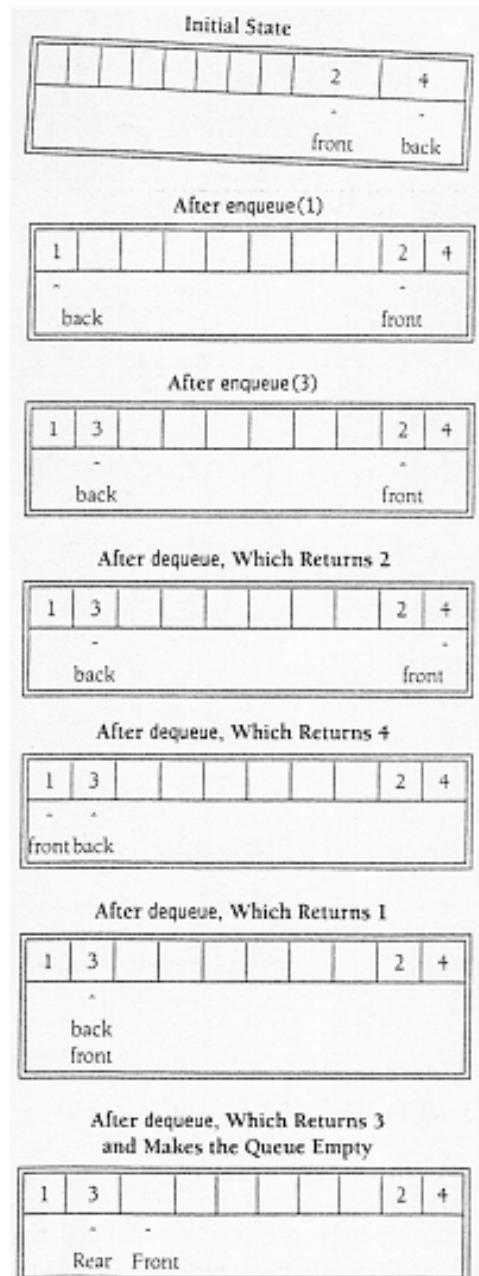 Initial State
2 4
front back
After enqueue(1)
1 2 4
back front
After enqueue(3)
1 3 2 4
back front
After dequeue, Which Returns 2
1 3 2 4
back front
After dequeue, Which Returns 4
1 3 2 4
front back
After dequeue, Which Returns 1
1 3 2 4
back
front
After dequeue, Which Returns 3
and Makes the Queue Empty
1 3 2 4
Rear Front